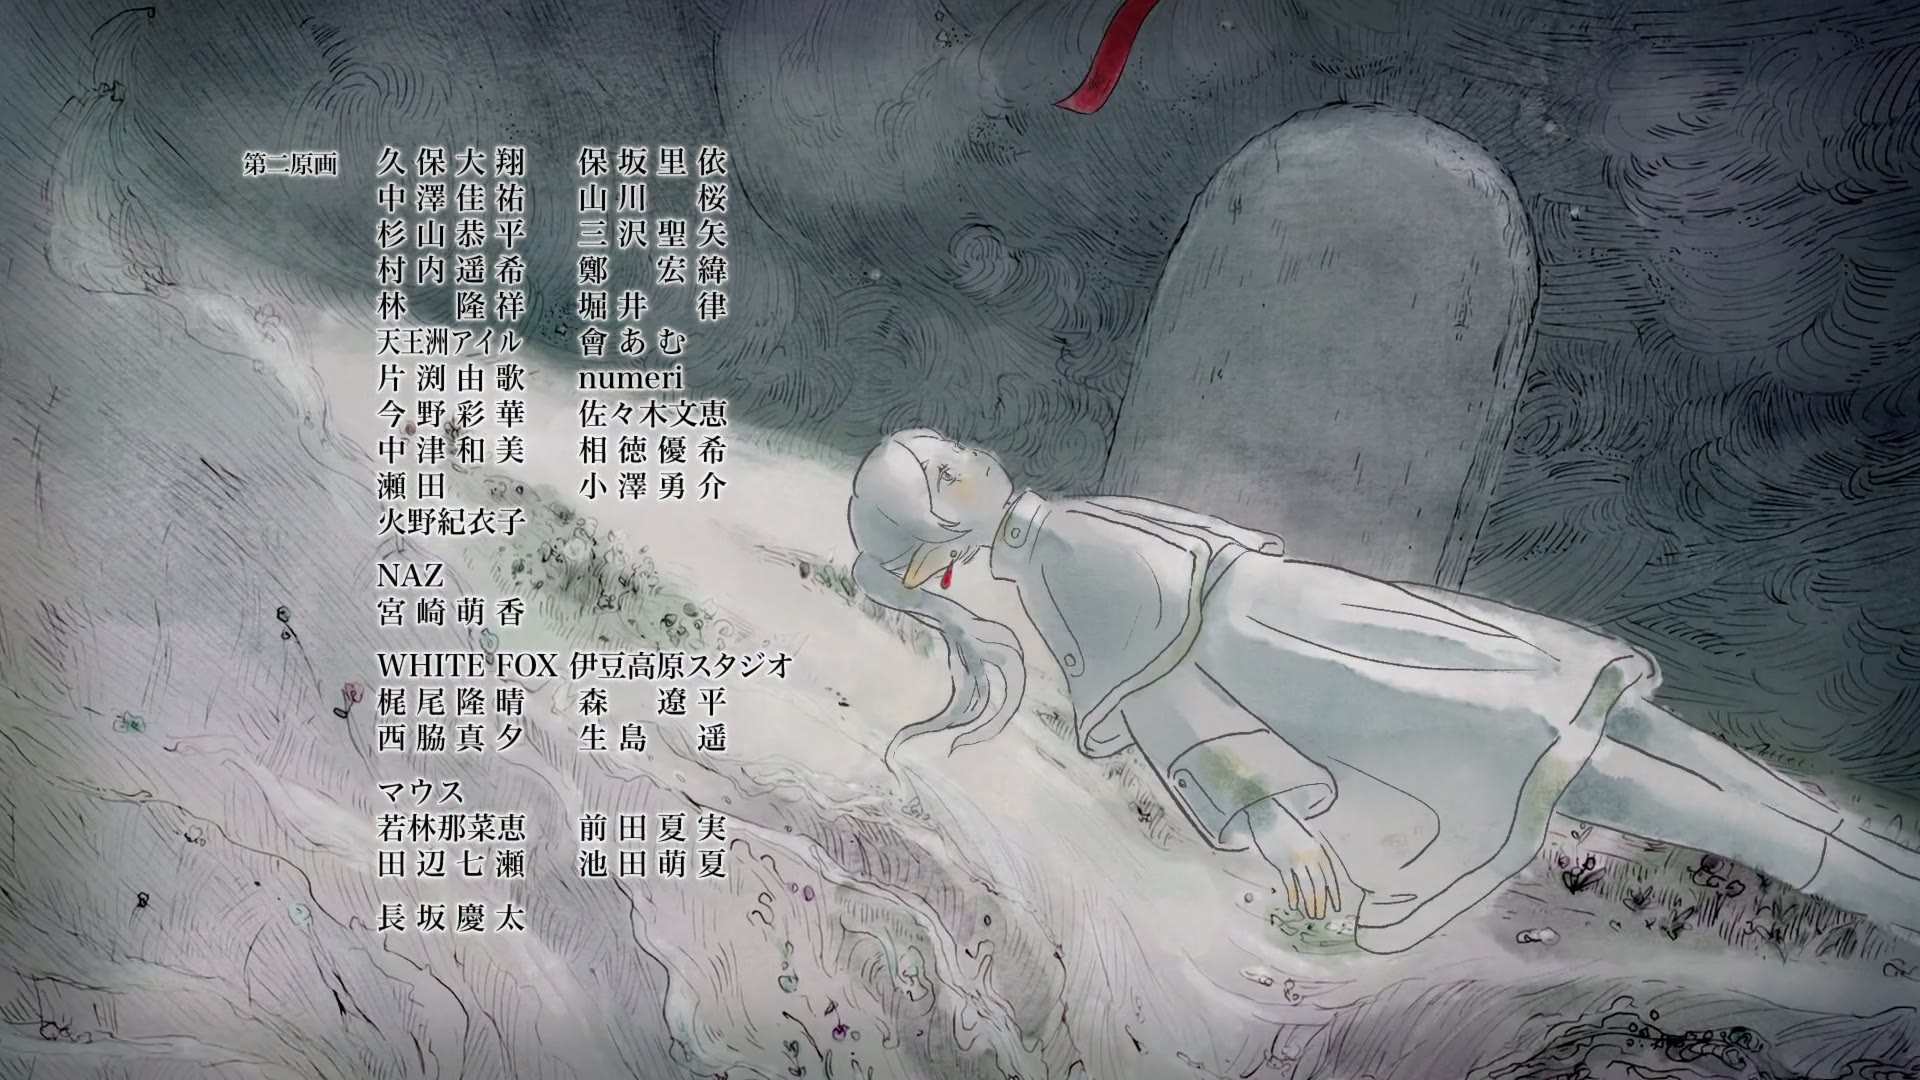 第二原画 久保大翔 保坂里依
中澤佳祐 山川桜
杉山恭平 三沢聖矢
村内遥希 鄭宏緯
林隆祥 堀井律
天王洲アイル 會あむ
片渕由歌 numeri
今野彩華 佐々木文恵
中津和美 相徳優希
瀬田 小澤勇介
火野紀衣子
NAZ
宮崎萌香
WHITE FOX 伊豆高原スタジオ
梶尾隆晴 森遼平
西脇真夕 生島遥
マウス
若林那菜恵 前田夏実
田辺七瀬 池田萌夏
長坂慶太